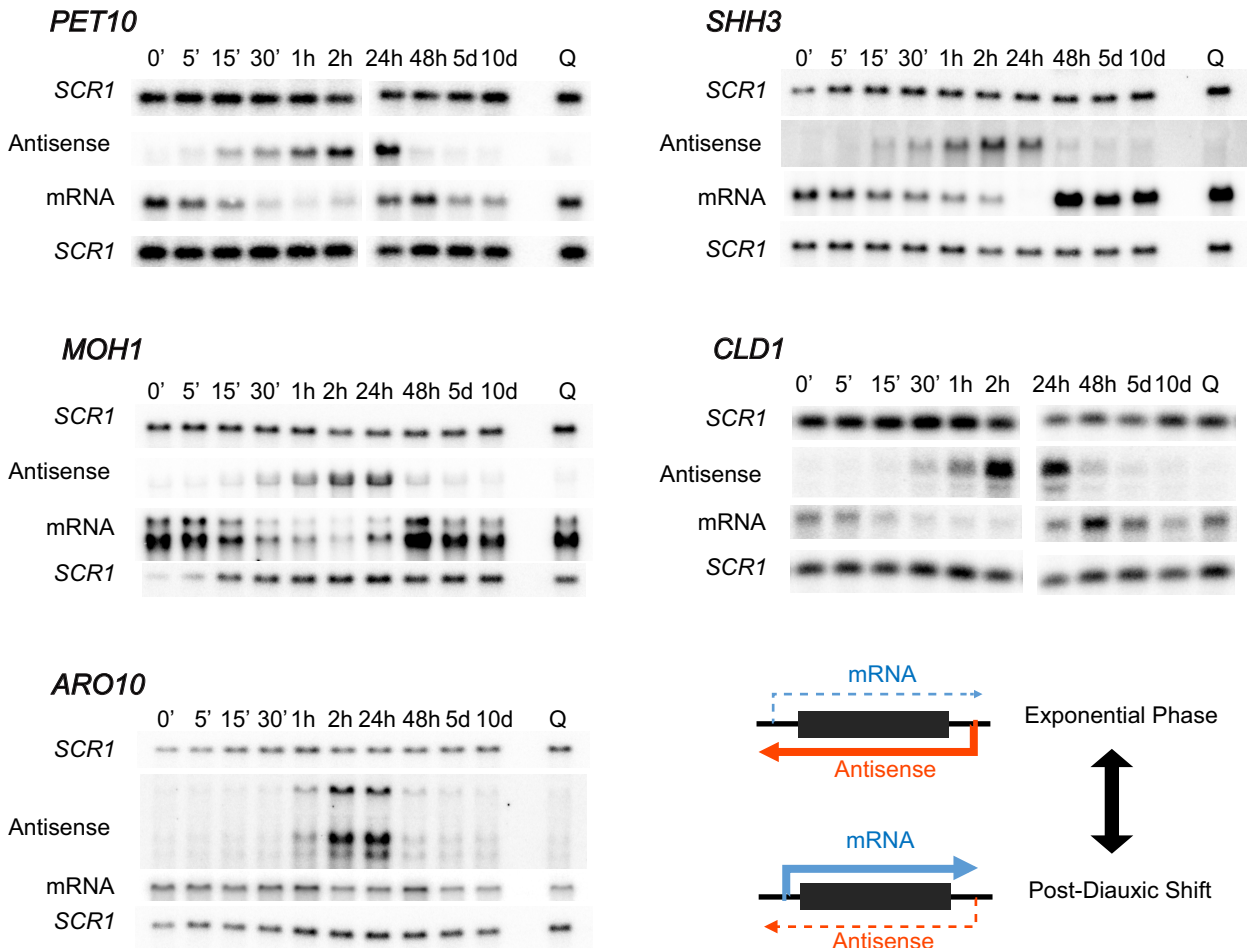 PET10
0' 5' 15' 30' 1h 2h 24h 48h 5d 10d Q
SCR1
Antisense
mRNA
SCR1
SHH3
0' 5' 15' 30' 1h 2h 24h 48h 5d 10d Q
SCR1
Antisense
mRNA
SCR1
MOH1
0' 5' 15' 30' 1h 2h 24h 48h 5d 10d Q
SCR1
Antisense
mRNA
SCR1
CLD1
0' 5' 15' 30' 1h 2h 24h 48h 5d 10d Q
SCR1
Antisense
mRNA
SCR1
ARO10
0' 5' 15' 30' 1h 2h 24h 48h 5d 10d Q
SCR1
Antisense
mRNA
SCR1
mRNA
Exponential Phase
Antisense
mRNA
Post-Diauxic Shift
Antisense